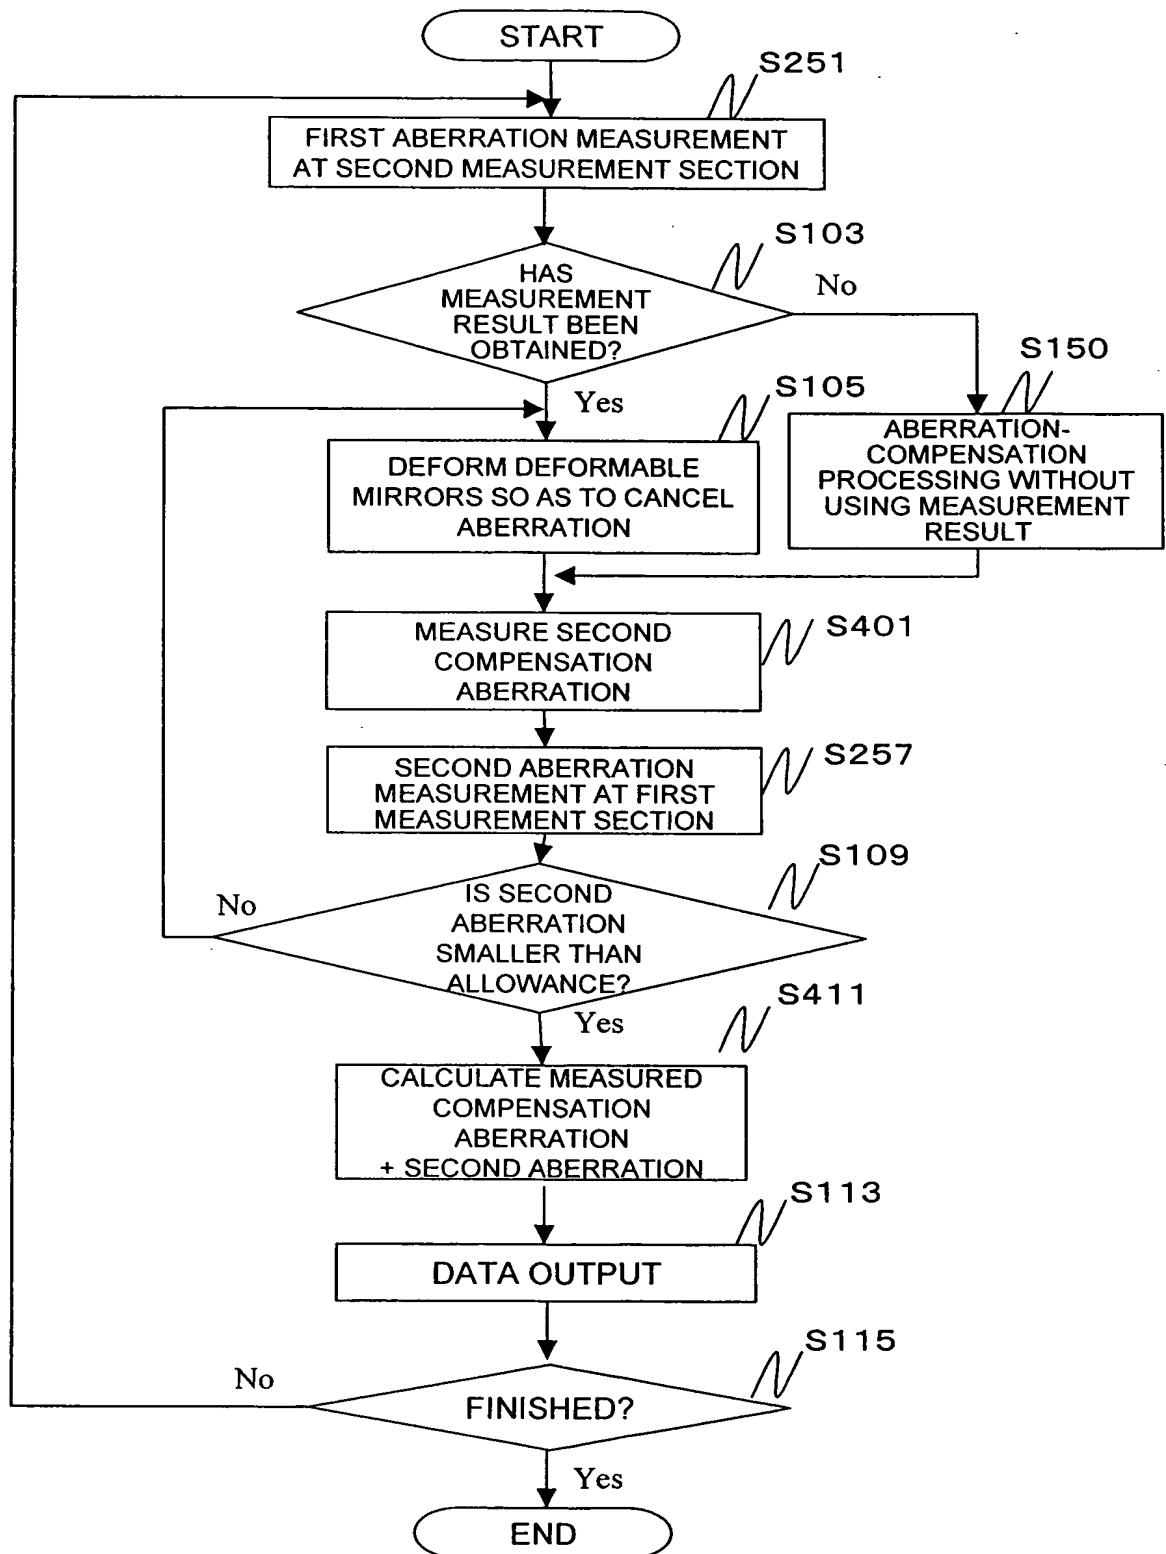 START
S251
FIRST ABERRATION MEASUREMENT
AT SECOND MEASUREMENT SECTION
S103
HAS
MEASUREMENT
RESULT BEEN
OBTAINED?
No
S150
Yes
S105
ABERRATION-
COMPENSATION
PROCESSING WITHOUT
USING MEASUREMENT
RESULT
DEFORM DEFORMABLE
MIRRORS SO AS TO CANCEL
ABERRATION
S401
MEASURE SECOND
COMPENSATION
ABERRATION
S257
SECOND ABERRATION
MEASUREMENT AT FIRST
MEASUREMENT SECTION
S109
No
IS SECOND
ABERRATION
SMALLER THAN
ALLOWANCE?
S411
Yes
CALCULATE MEASURED
COMPENSATION
ABERRATION
+ SECOND ABERRATION
S113
DATA OUTPUT
S115
No
FINISHED?
Yes
END